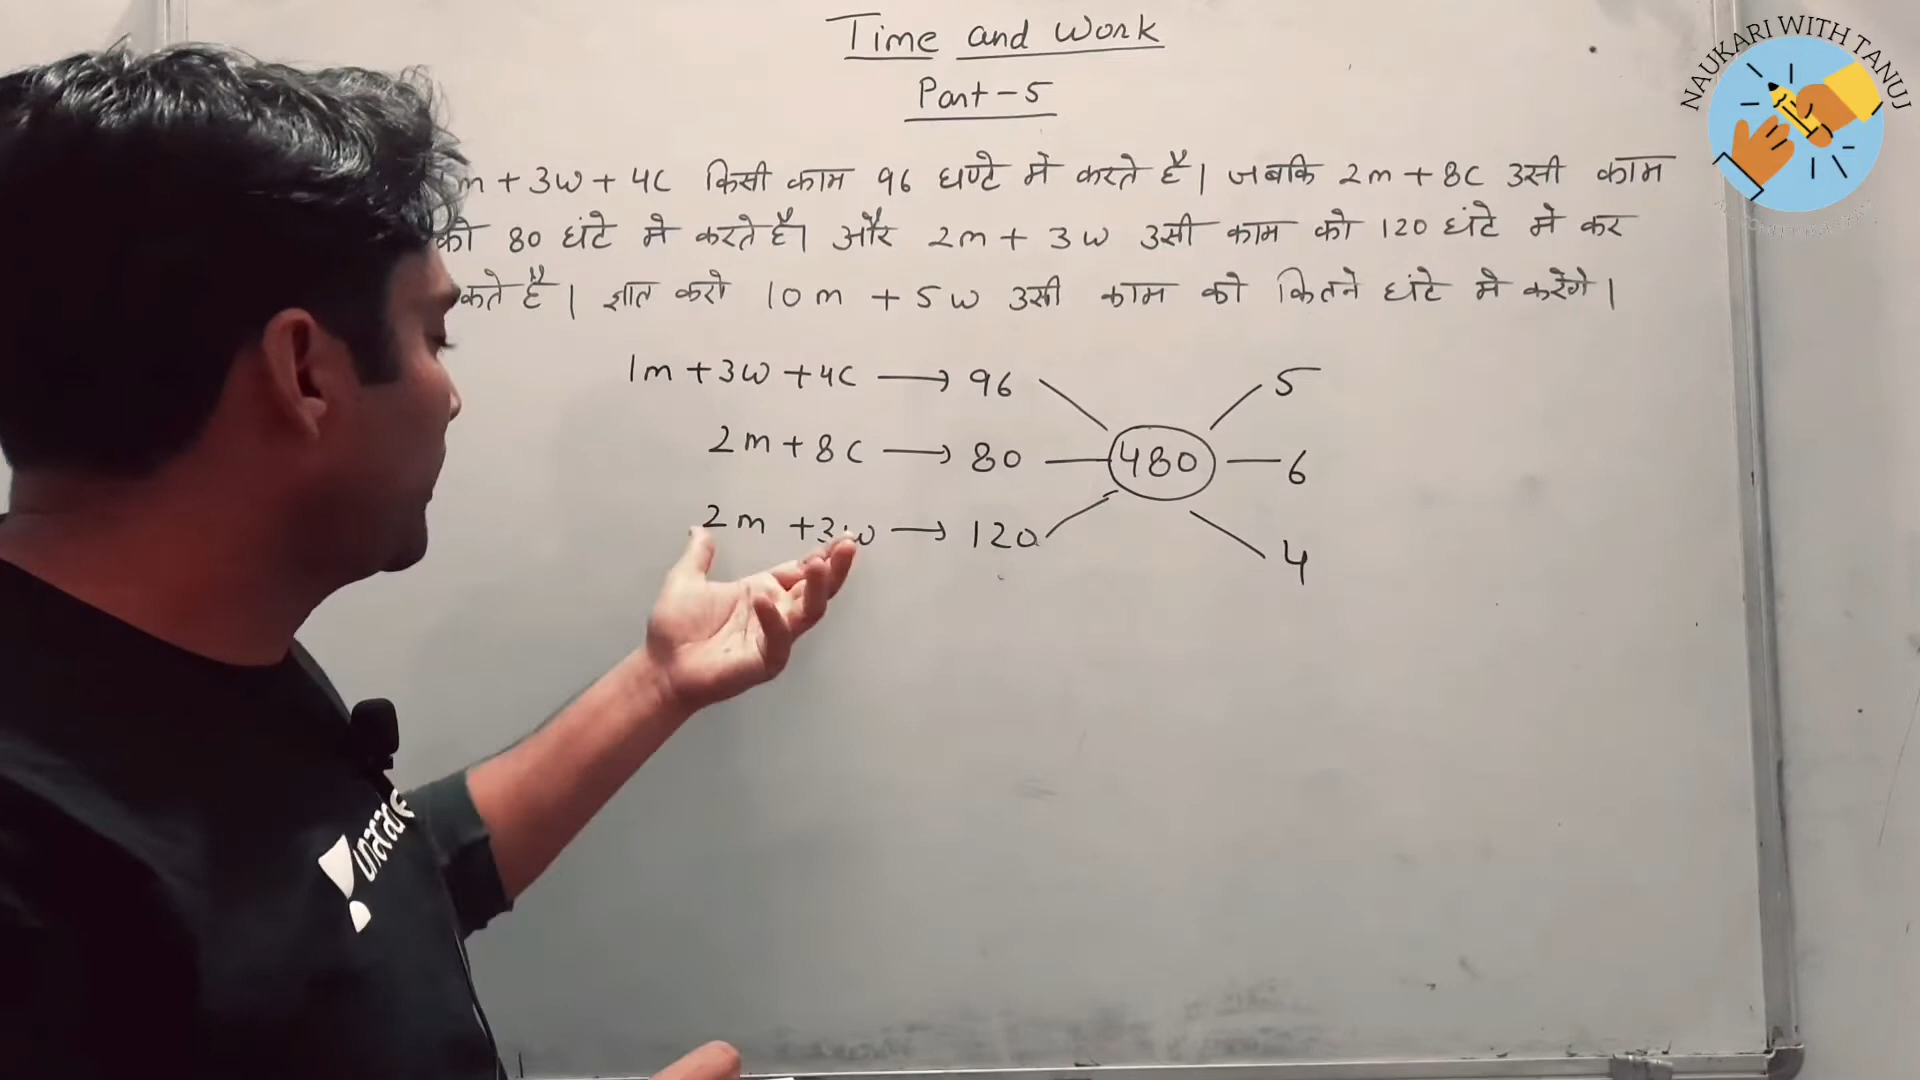 Time and Work
Part-5
NAUKARI WITH TANUJ
m + 3w + 4c किसी काम 96 घण्टे मे करते हैं। जबकि 2m + 8c उसी काम
को 80 घंटे मे करते हैं। और 2m + 3w उसी काम को 120 घंटे मे कर
कते हैं। ज्ञात करो 10m + 5w उसी काम को कितने घंटे मे करेंगे।
1m + 3w + 4c → 96 5
2m + 8c → 80 480 6
2m + 3w → 120 4